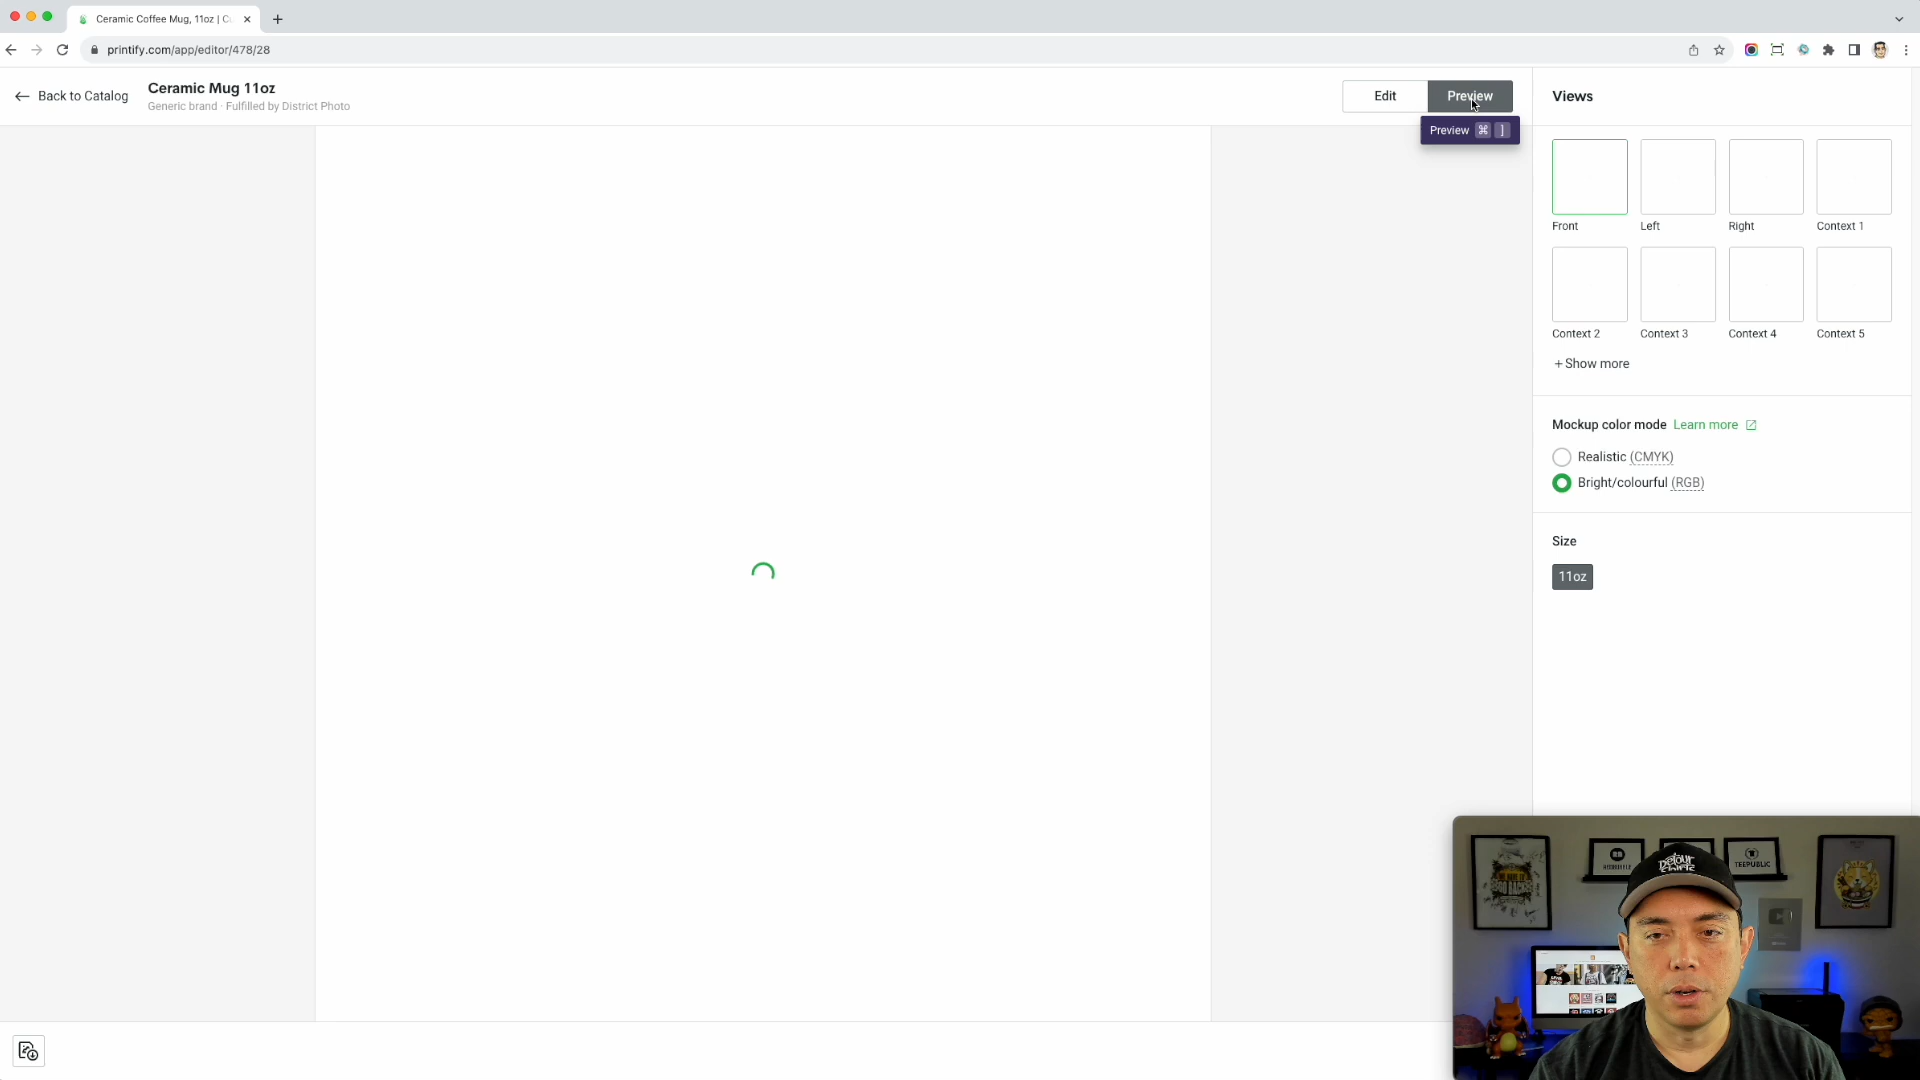 Ceramic Coffee Mug, 11oz | C
printify.com/app/editor/478/28
Back to Catalog
Ceramic Mug 11oz
Generic brand · Fulfilled by District Photo
Edit
Preview
Preview ⌘ ]
Views
Front
Left
Right
Context 1
Context 2
Context 3
Context 4
Context 5
+ Show more
Mockup color mode Learn more
Realistic (CMYK)
Bright/colourful (RGB)
Size
11oz
TEEPUBLIC